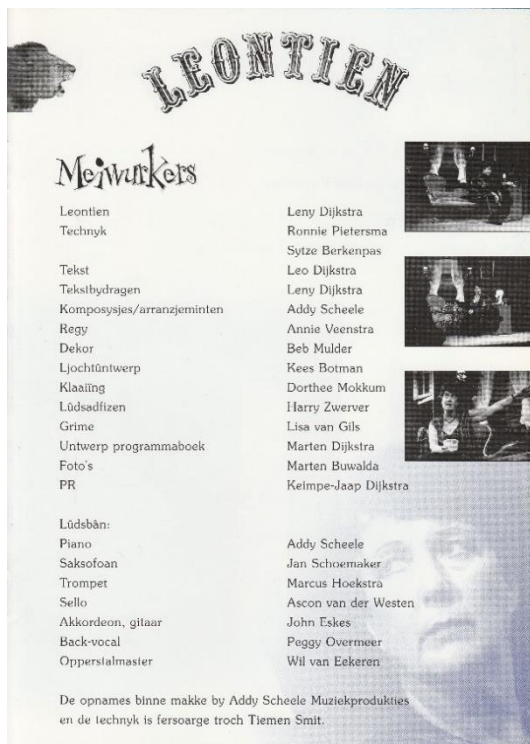 LEONTIEN
Meiwurkers
Leontien Leny Dijkstra
Technyk Ronnie Pietersma
Sytze Berkenpas
Tekst Leo Dijkstra
Tekstbydragen Leny Dijkstra
Komposysjes/arranzjeminten Addy Scheele
Regy Annie Veenstra
Dekor Beb Mulder
Ljochtûntwerp Kees Botman
Klaaiïng Dorthee Mokkum
Lûdsadfizen Harry Zwerver
Grime Lisa van Gils
Untwerp programmaboek Marten Dijkstra
Foto's Marten Buwalda
PR Keimpe-Jaap Dijkstra
Lûdsbân:
Piano Addy Scheele
Saksofoan Jan Schoemaker
Trompet Marcus Hoekstra
Sello Ascon van der Westen
Akkordeon, gitaar John Eskes
Back-vocal Peggy Overmeer
Opperstalmaster Wil van Eekeren
De opnames binne makke by Addy Scheele Muziekprodukties
en de technyk is fersoarge troch Tiemen Smit.